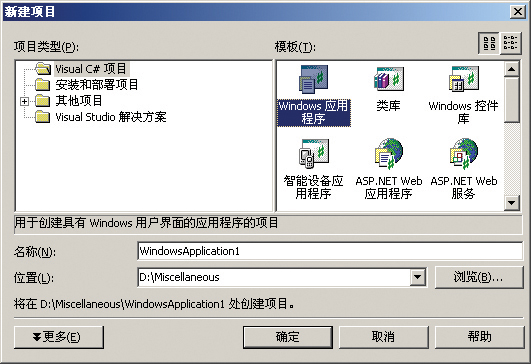 新建项目
项目类型(P):
模板(T):
Visual C# 项目
安装和部署项目
其他项目
Visual Studio 解决方案
Windows 应用
程序
类库
Windows 控件
库
智能设备应
用程序
ASP.NET Web
应用程序
ASP.NET Web
服务
用于创建具有 Windows 用户界面的应用程序的项目
名称(N):
WindowsApplication1
位置(L):
D:\Miscellaneous
浏览(B)...
将在 D:\Miscellaneous\WindowsApplication1 处创建项目。
更多(E)
确定
取消
帮助